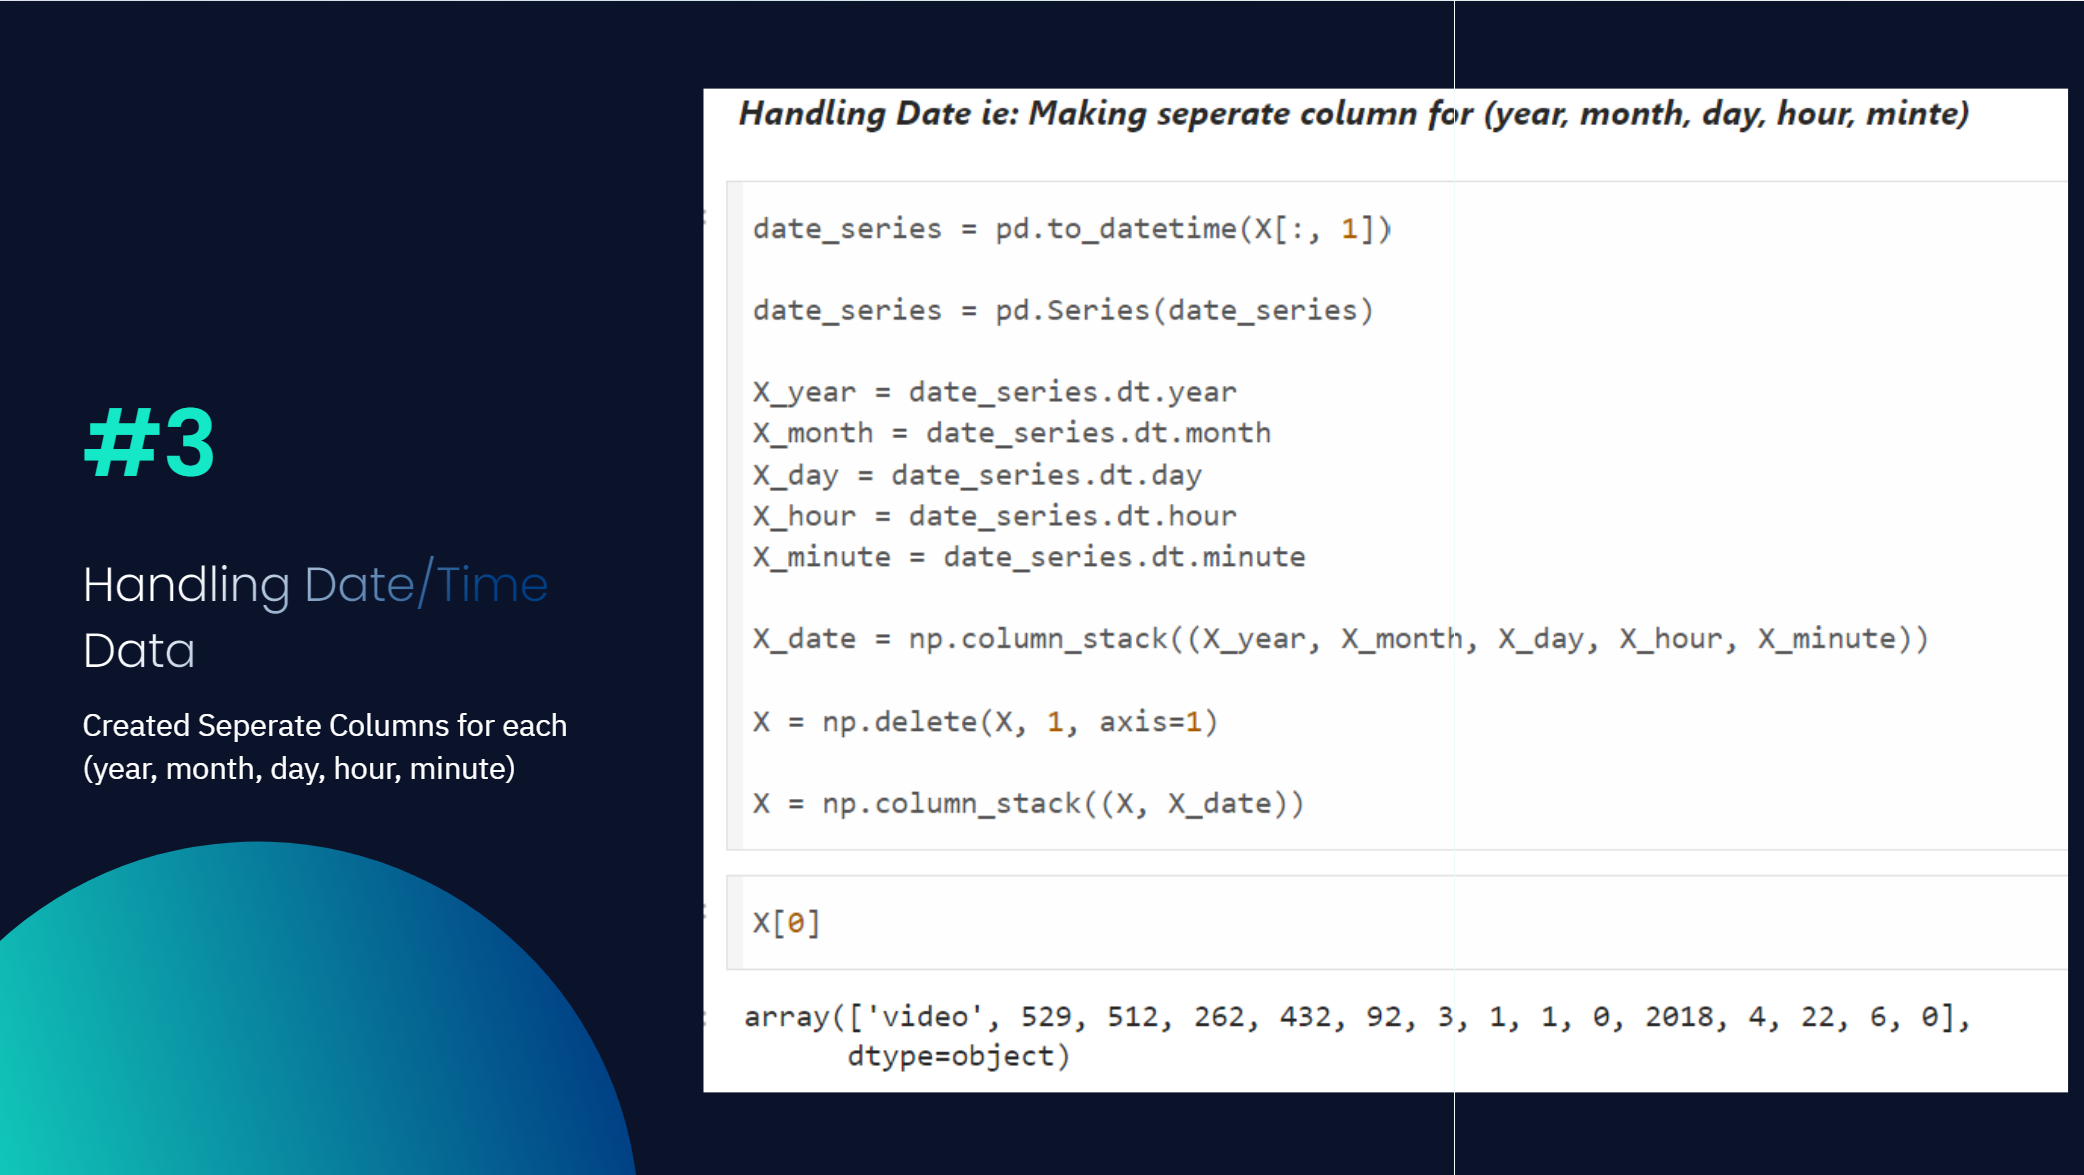 #3
Handling Date/Time
Data
Created Seperate Columns for each
(year, month, day, hour, minute)
Handling Date ie: Making seperate column for (year, month, day, hour, minte)
date_series = pd.to_datetime(X[:, 1])
date_series = pd.Series(date_series)
X_year = date_series.dt.year
X_month = date_series.dt.month
X_day = date_series.dt.day
X_hour = date_series.dt.hour
X_minute = date_series.dt.minute
X_date = np.column_stack((X_year, X_month, X_day, X_hour, X_minute))
X = np.delete(X, 1, axis=1)
X = np.column_stack((X, X_date))
X[0]
array(['video', 529, 512, 262, 432, 92, 3, 1, 1, 0, 2018, 4, 22, 6, 0],
dtype=object)